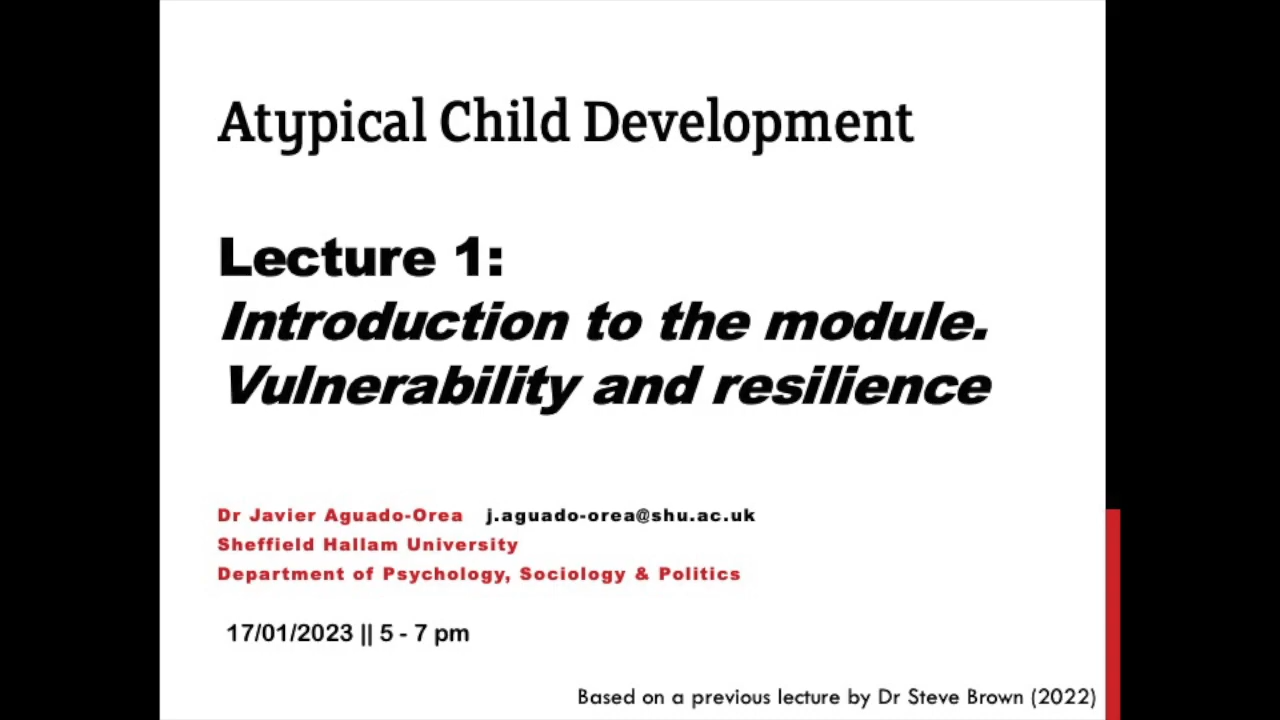 Atypical Child Development
Lecture 1:
Introduction to the module.
Vulnerability and resilience
Dr Javier Aguado-Orea j.aguado-orea@shu.ac.uk
Sheffield Hallam University
Department of Psychology, Sociology & Politics
17/01/2023 || 5 - 7 pm
Based on a previous lecture by Dr Steve Brown (2022)